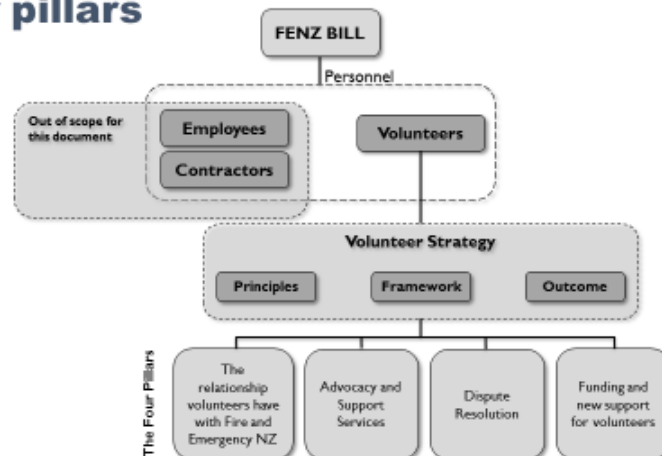 pillars
FENZ BILL
Personnel
Out of scope for
this document
Employees
Contractors
Volunteers
Volunteer Strategy
Principles
Framework
Outcome
The Four Pillars
The
relationship
volunteers have
with Fire and
Emergency NZ
Advocacy and
Support
Services
Dispute
Resolution
Funding and
new support
for volunteers